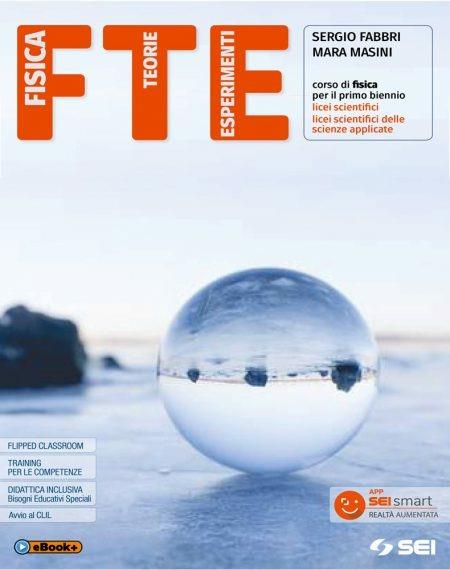 FTE
FISICA
TEORIE
ESPERIMENTI
SERGIO FABBRI
MARA MASINI
corso di fisica
per il primo biennio
licei scientifici
licei scientifici delle
scienze applicate
FLIPPED CLASSROOM
TRAINING
PER LE COMPETENZE
DIDATTICA INCLUSIVA
Bisogni Educativi Speciali
Avvio al CLIL
eBook+
APP
SEI smart
REALTÀ AUMENTATA
SEI